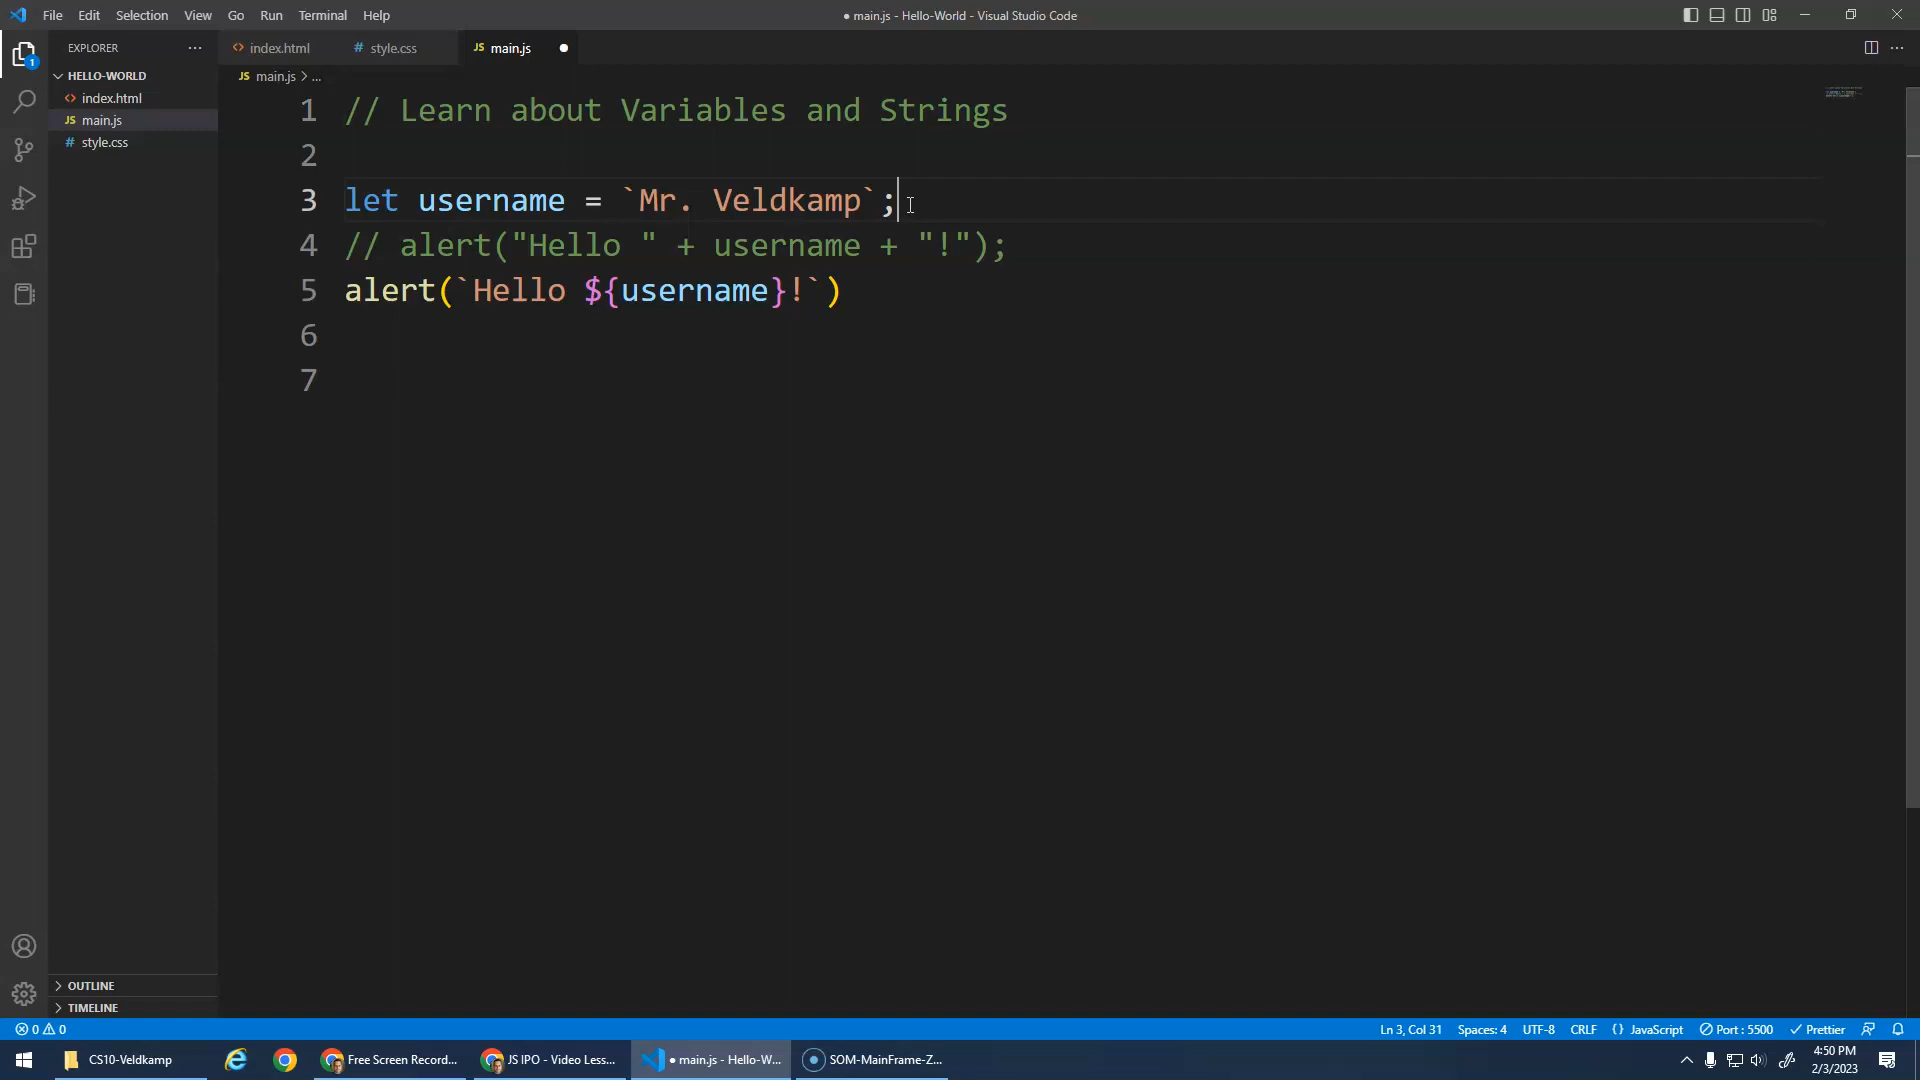 File Edit Selection View Go Run Terminal Help
● main.js - Hello-World - Visual Studio Code
EXPLORER
index.html
# style.css
JS main.js
HELLO-WORLD
index.html
JS main.js
# style.css
JS main.js > ...
1 // Learn about Variables and Strings
2
3 let username = `Mr. Veldkamp`;
4 // alert("Hello " + username + "!");
5 alert(`Hello ${username}!`)
6
7
1
OUTLINE
TIMELINE
0 0
Ln 3, Col 31 Spaces: 4 UTF-8 CRLF {} JavaScript Port : 5500 Prettier
CS10-Veldkamp
Free Screen Record...
JS IPO - Video Less...
● main.js - Hello-W...
SOM-MainFrame-Z...
4:50 PM
2/3/2023